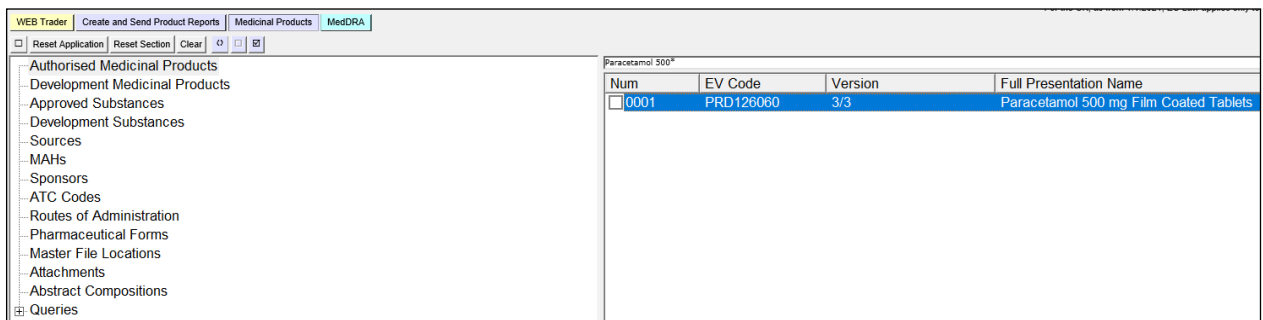 WEB Trader Create and Send Product Reports Medicinal Products MedDRA
Reset Application Reset Section Clear
Authorised Medicinal Products
Development Medicinal Products
Approved Substances
Development Substances
Sources
MAHs
Sponsors
ATC Codes
Routes of Administration
Pharmaceutical Forms
Master File Locations
Attachments
Abstract Compositions
Queries
Paracetamol 500*
Num EV Code Version Full Presentation Name
0001 PRD126060 3/3 Paracetamol 500 mg Film Coated Tablets